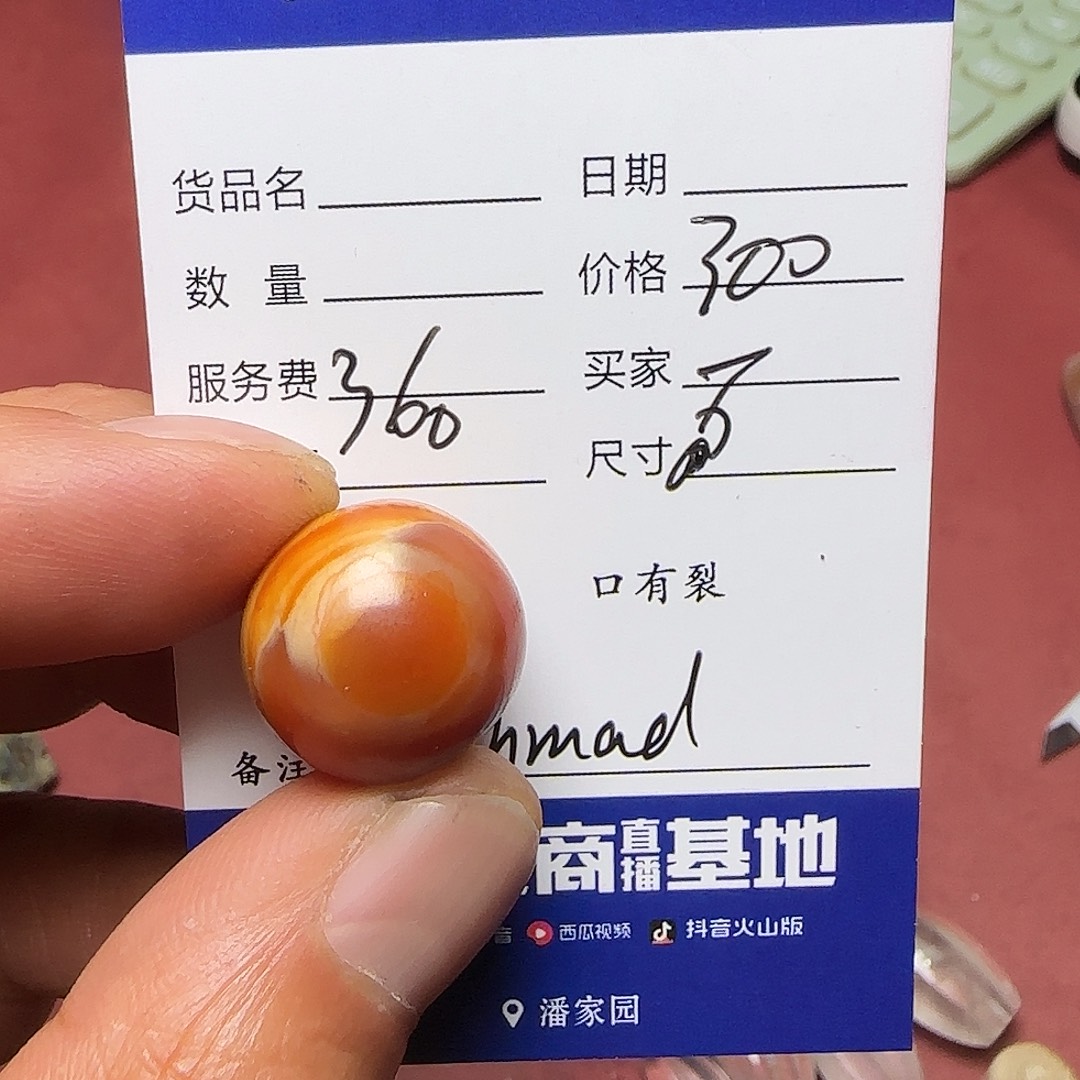 货品名 日期
数 量 价格 300
服务费 360 买家
尺寸
口有裂
备注 hmad
商直播基地
音 西瓜视频 抖音火山版
潘家园